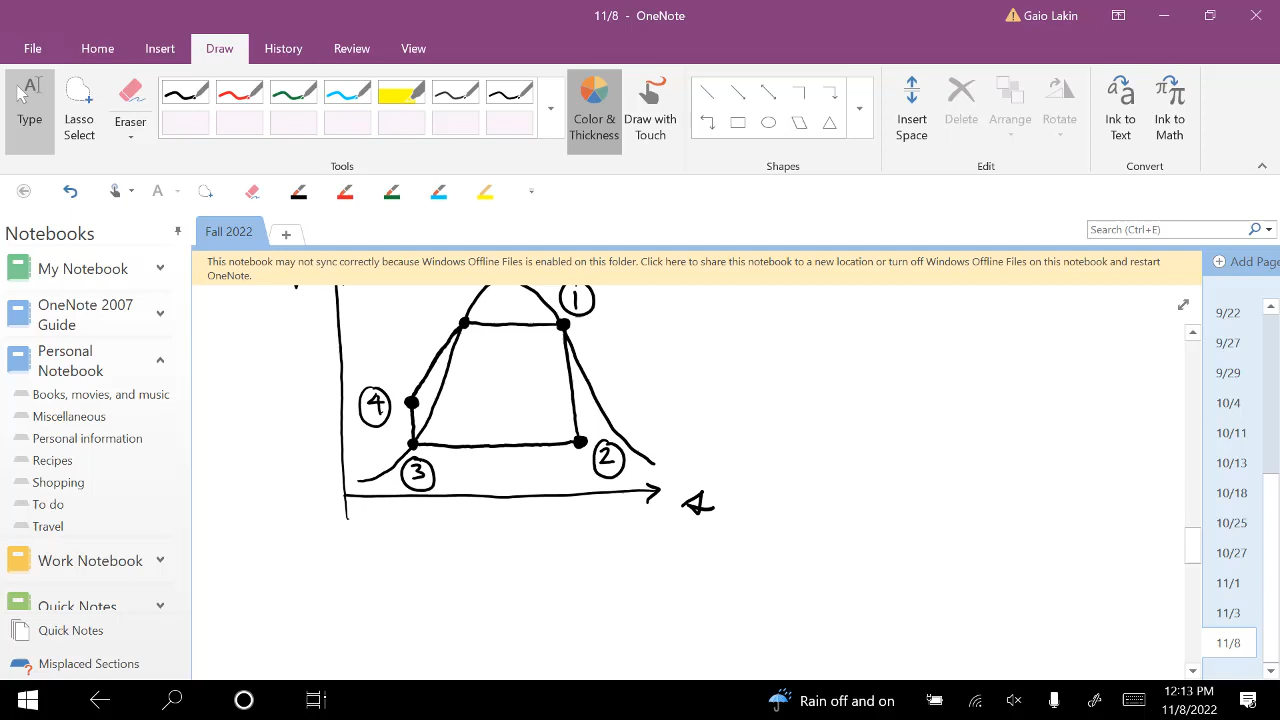 11/8 - OneNote
Gaio Lakin
File Home Insert Draw History Review View
Type
Lasso Select
Eraser
Color & Thickness
Draw with Touch
Insert Space
Delete
Arrange
Rotate
Ink to Text
Ink to Math
Tools
Shapes
Edit
Convert
Notebooks
Fall 2022
Search (Ctrl+E)
This notebook may not sync correctly because Windows Offline Files is enabled on this folder. Click here to share this notebook to a new location or turn off Windows Offline Files on this notebook and restart
OneNote.
Add Page
My Notebook
OneNote 2007
Guide
Personal
Notebook
Books, movies, and music
Miscellaneous
Personal information
Recipes
Shopping
To do
Travel
Work Notebook
Quick Notes
Quick Notes
Misplaced Sections
1
4
3
2
9/22
9/27
9/29
10/4
10/11
10/13
10/18
10/25
10/27
11/1
11/3
11/8
Rain off and on
12:13 PM
11/8/2022